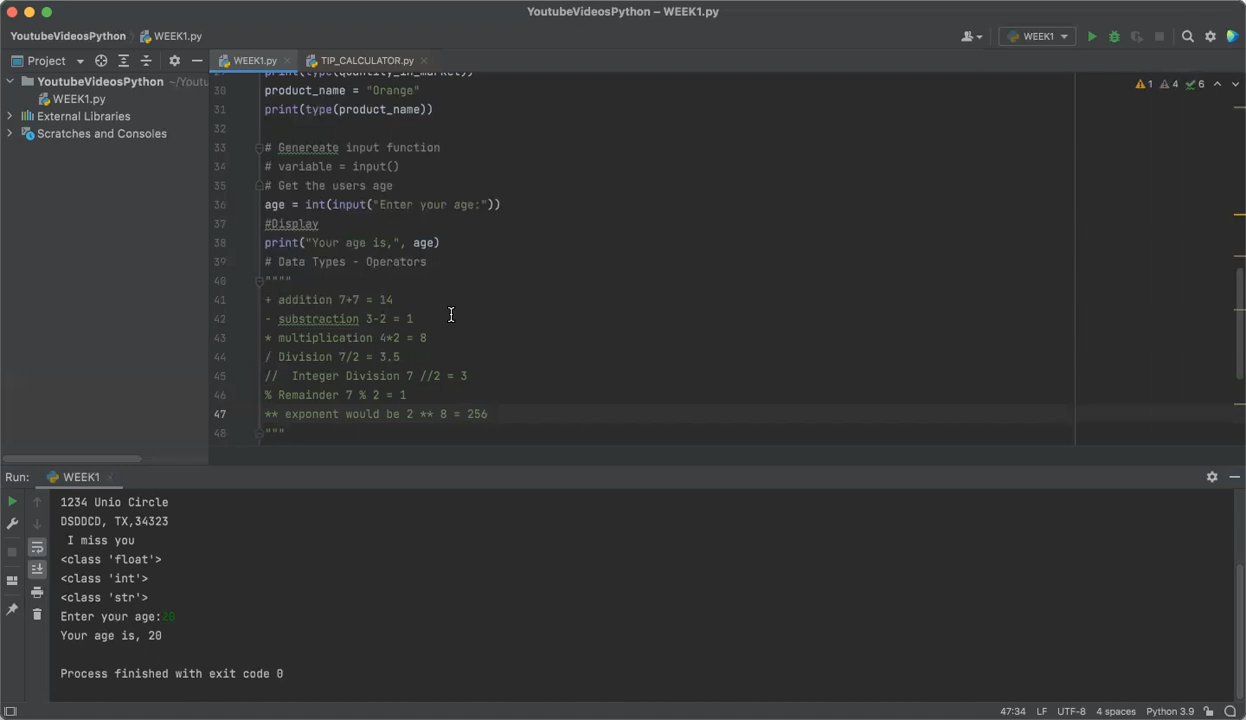 YoutubeVideosPython – WEEK1.py
YoutubeVideosPython WEEK1.py
WEEK1
Project
WEEK1.py
TIP_CALCULATOR.py
YoutubeVideosPython ~/Youtu
WEEK1.py
External Libraries
Scratches and Consoles
1 4 6
print(type(quantity_in_market))
30 product_name = "Orange"
31 print(type(product_name))
32
33 # Genereate input function
34 # variable = input()
35 # Get the users age
36 age = int(input("Enter your age:"))
37 #Display
38 print("Your age is,", age)
39 # Data Types - Operators
40 """"
41 + addition 7+7 = 14
42 - substraction 3-2 = 1
43 * multiplication 4*2 = 8
44 / Division 7/2 = 3.5
45 // Integer Division 7 //2 = 3
46 % Remainder 7 % 2 = 1
47 ** exponent would be 2 ** 8 = 256
48 """
Run: WEEK1
1234 Unio Circle
DSDDCD, TX,34323
I miss you
<class 'float'>
<class 'int'>
<class 'str'>
Enter your age:20
Your age is, 20
Process finished with exit code 0
47:34 LF UTF-8 4 spaces Python 3.9